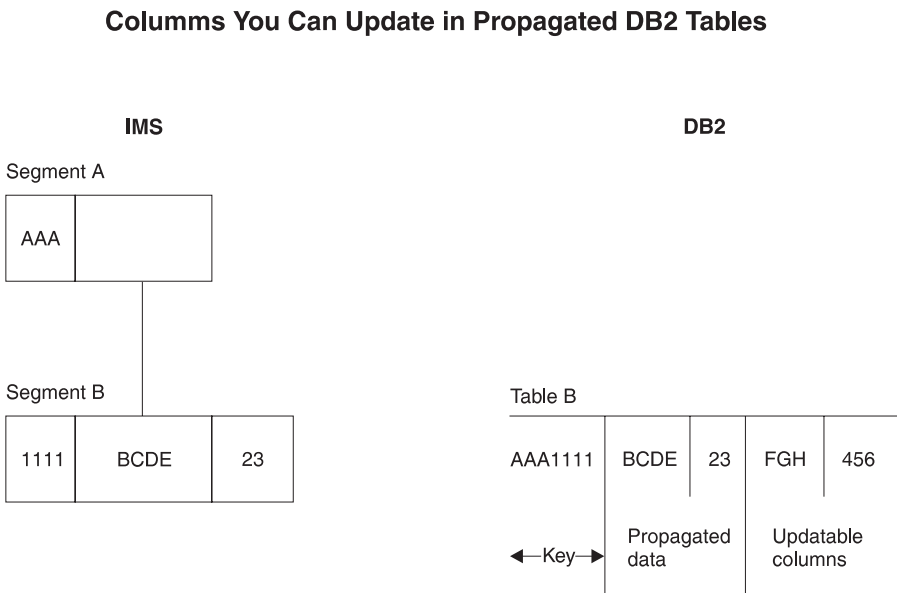 Columms You Can Update in Propagated DB2 Tables
IMS
DB2
Segment A
AAA
Segment B
1111 BCDE 23
Table B
AAA1111 BCDE 23 FGH 456
Key
Propagated
data
Updatable
columns